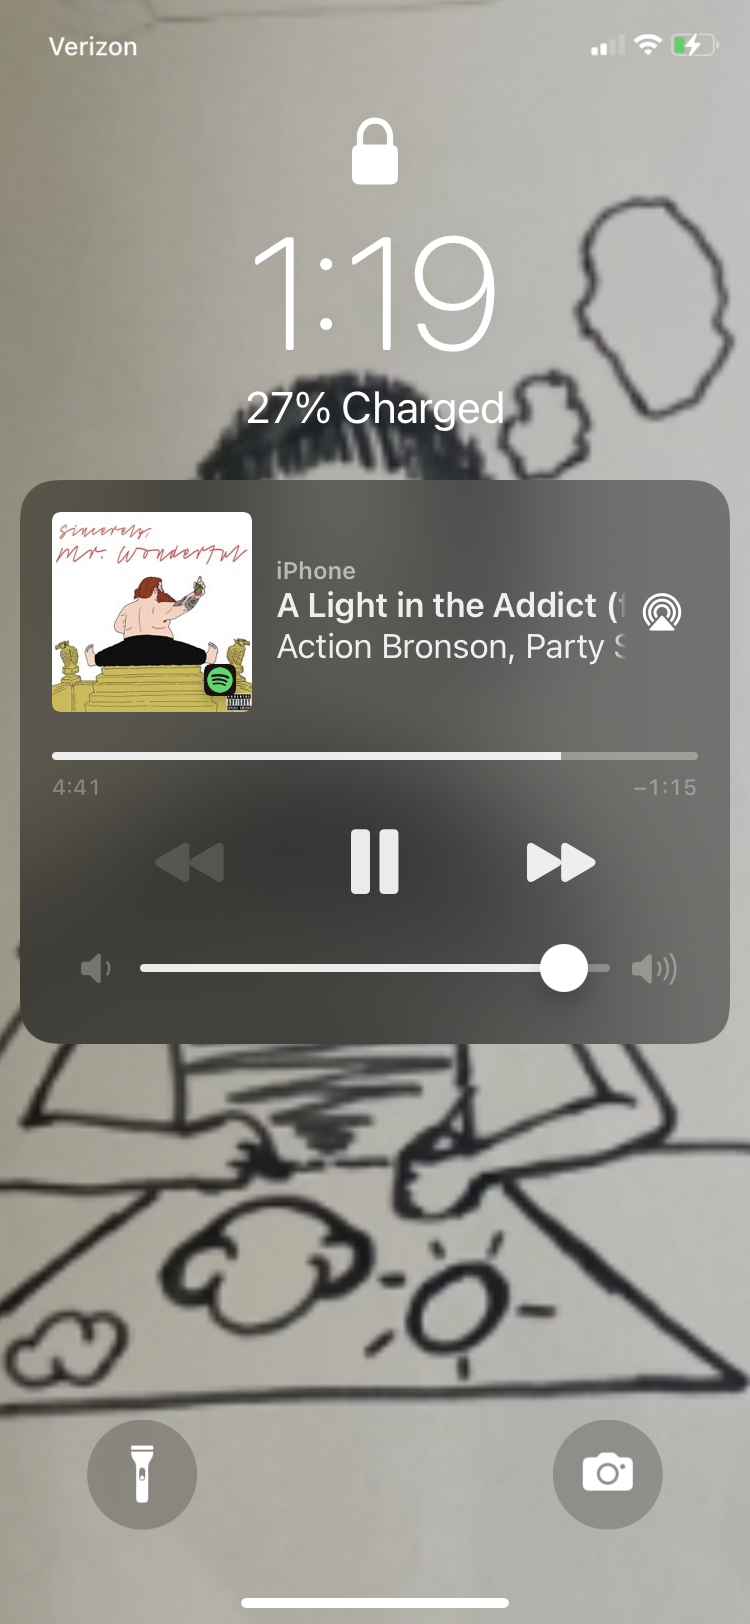 Verizon
1:19
27% Charged
Sincerely,
Mr. Wonderful
iPhone
A Light in the Addict (
Action Bronson, Party S
4:41
−1:15